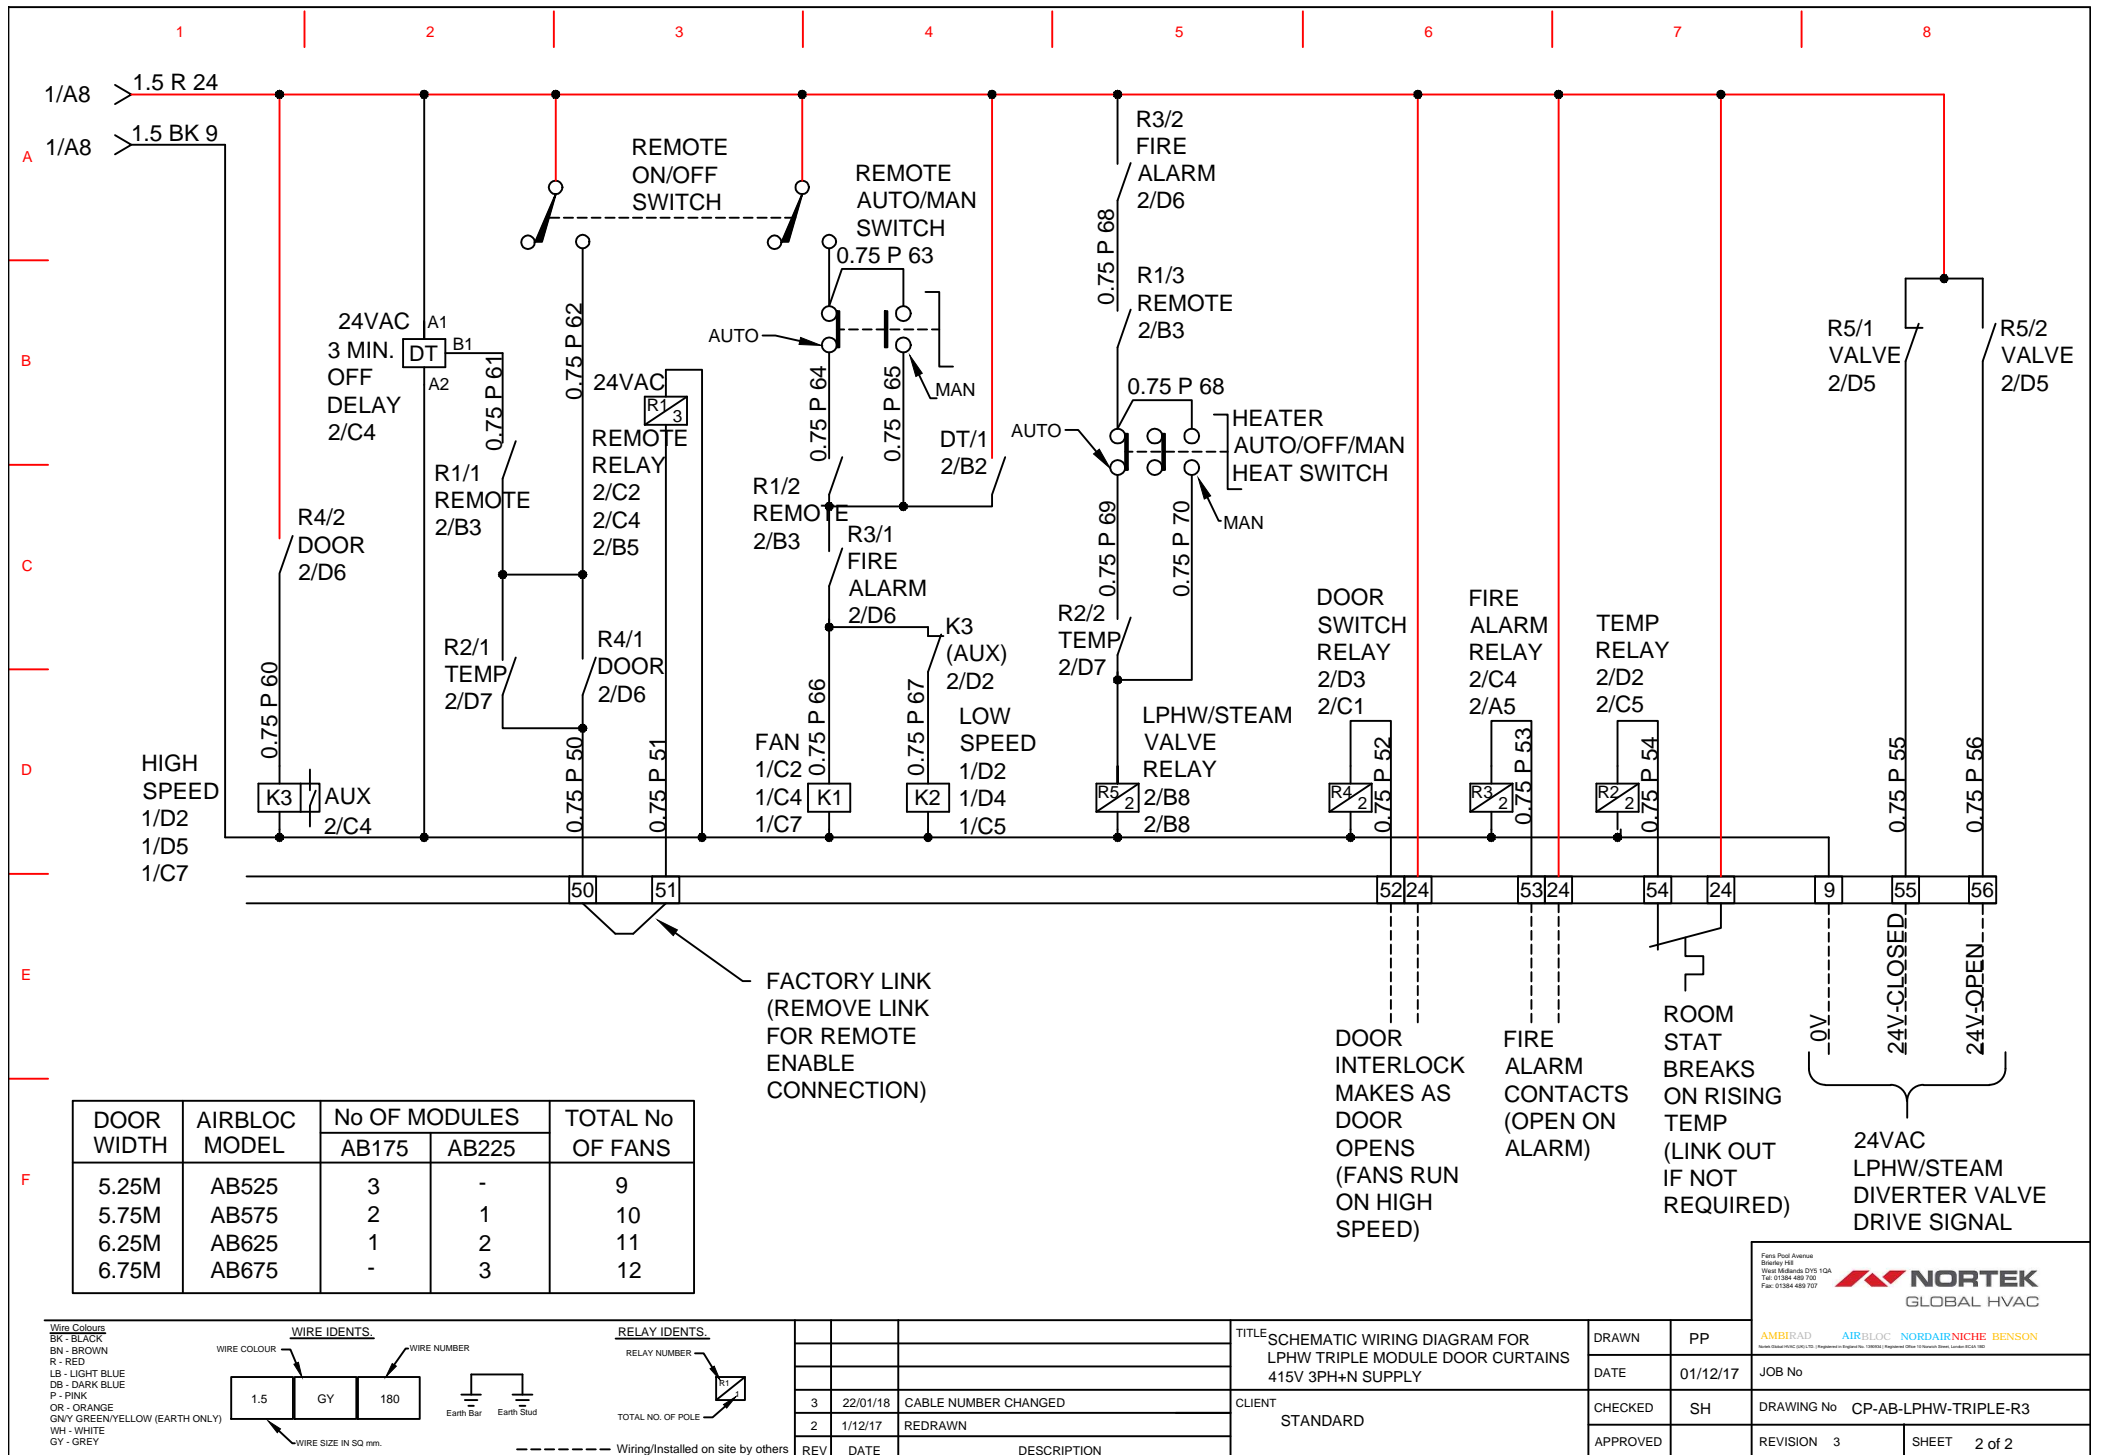 1 2 3 4 5 6 7 8
1/A8 1.5 R 24
1/A8 1.5 BK 9
A
B
C
D
E
F
REMOTE
ON/OFF
SWITCH
REMOTE
AUTO/MAN
SWITCH
0.75 P 63
R3/2
FIRE
ALARM
2/D6
0.75 P 68
R1/3
REMOTE
2/B3
24VAC
3 MIN.
OFF
DELAY
2/C4
A1
DT
B1
A2
0.75 P 61
0.75 P 62
24VAC
R1
3
REMOTE
RELAY
2/C2
2/C4
2/B5
AUTO
MAN
0.75 P 64
0.75 P 65
DT/1
2/B2
AUTO
0.75 P 68
HEATER
AUTO/OFF/MAN
HEAT SWITCH
MAN
R5/1
VALVE
2/D5
R5/2
VALVE
2/D5
R4/2
DOOR
2/D6
R1/1
REMOTE
2/B3
R1/2
REMOTE
2/B3
R3/1
FIRE
ALARM
2/D6
0.75 P 69
0.75 P 70
R2/1
TEMP
2/D7
R4/1
DOOR
2/D6
K3
(AUX)
2/D2
R2/2
TEMP
2/D7
DOOR
SWITCH
RELAY
2/D3
2/C1
FIRE
ALARM
RELAY
2/C4
2/A5
TEMP
RELAY
2/D2
2/C5
HIGH
SPEED
1/D2
1/D5
1/C7
0.75 P 60
K3
AUX
2/C4
0.75 P 50
0.75 P 51
FAN
1/C2
1/C4
1/C7
0.75 P 66
K1
0.75 P 67
K2
LOW
SPEED
1/D2
1/D4
1/C5
LPHW/STEAM
VALVE
RELAY
2/B8
2/B8
R5
2
R4
2
0.75 P 52
R3
2
0.75 P 53
R2
2
0.75 P 54
0.75 P 55
0.75 P 56
50 51 52 24 53 24 54 24 9 55 56
FACTORY LINK
(REMOVE LINK
FOR REMOTE
ENABLE
CONNECTION)
DOOR
INTERLOCK
MAKES AS
DOOR
OPENS
(FANS RUN
ON HIGH
SPEED)
FIRE
ALARM
CONTACTS
(OPEN ON
ALARM)
ROOM
STAT
BREAKS
ON RISING
TEMP
(LINK OUT
IF NOT
REQUIRED)
0V
24V-CLOSED
24V-OPEN
24VAC
LPHW/STEAM
DIVERTER VALVE
DRIVE SIGNAL
DOOR WIDTH AIRBLOC MODEL No OF MODULES TOTAL No OF FANS
AB175 AB225
5.25M AB525 3 - 9
5.75M AB575 2 1 10
6.25M AB625 1 2 11
6.75M AB675 - 3 12
Wire Colours
BK - BLACK
BN - BROWN
R - RED
LB - LIGHT BLUE
DB - DARK BLUE
P - PINK
OR - ORANGE
GN/Y GREEN/YELLOW (EARTH ONLY)
WH - WHITE
GY - GREY
WIRE IDENTS.
WIRE COLOUR
WIRE NUMBER
1.5 GY 180
WIRE SIZE IN SQ mm.
Earth Bar
Earth Stud
RELAY IDENTS.
RELAY NUMBER
R1
1
TOTAL NO. OF POLE
Wiring/Installed on site by others
3 22/01/18 CABLE NUMBER CHANGED
2 1/12/17 REDRAWN
REV DATE DESCRIPTION
TITLE SCHEMATIC WIRING DIAGRAM FOR
LPHW TRIPLE MODULE DOOR CURTAINS
415V 3PH+N SUPPLY
CLIENT
STANDARD
DRAWN PP
DATE 01/12/17
CHECKED SH
APPROVED
Fens Pool Avenue
Brierley Hill
West Midlands DY5 1QA
Tel: 01384 489 700
Fax: 01384 489 707
NORTEK
GLOBAL HVAC
AMBIRAD AIRBLOC NORDAIRNICHE BENSON
JOB No
DRAWING No CP-AB-LPHW-TRIPLE-R3
REVISION 3
SHEET 2 of 2